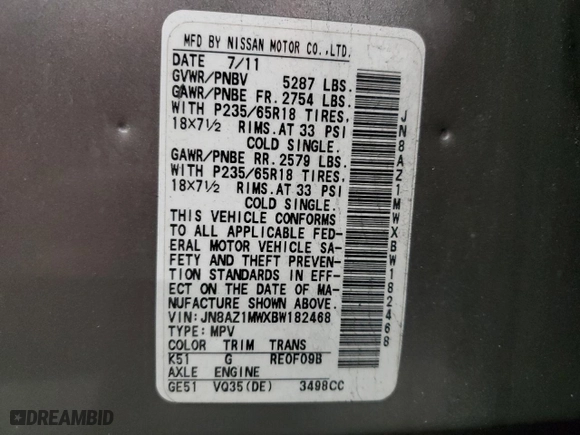 MFD BY NISSAN MOTOR CO.,LTD.
DATE 7/11
GVWR/PNBV 5287 LBS.
GAWR/PNBE FR. 2754 LBS.
WITH P235/65R18 TIRES,
18×7½ RIMS.AT 33 PSI
COLD SINGLE.
GAWR/PNBE RR. 2579 LBS.
WITH P235/65R18 TIRES,
18×7½ RIMS.AT 33 PSI
COLD SINGLE.
THIS VEHICLE CONFORMS
TO ALL APPLICABLE FED-
ERAL MOTOR VEHICLE SA-
FETY AND THEFT PREVEN-
TION STANDARDS IN EFF-
ECT ON THE DATE OF MA-
NUFACTURE SHOWN ABOVE.
VIN: JN8AZ1MWXBW182468
TYPE: MPV
COLOR TRIM TRANS
K51 G RE0F09B
AXLE ENGINE
GE51 VQ35(DE) 3498CC
JN8AZ1MWXBW182468
DREAMBID